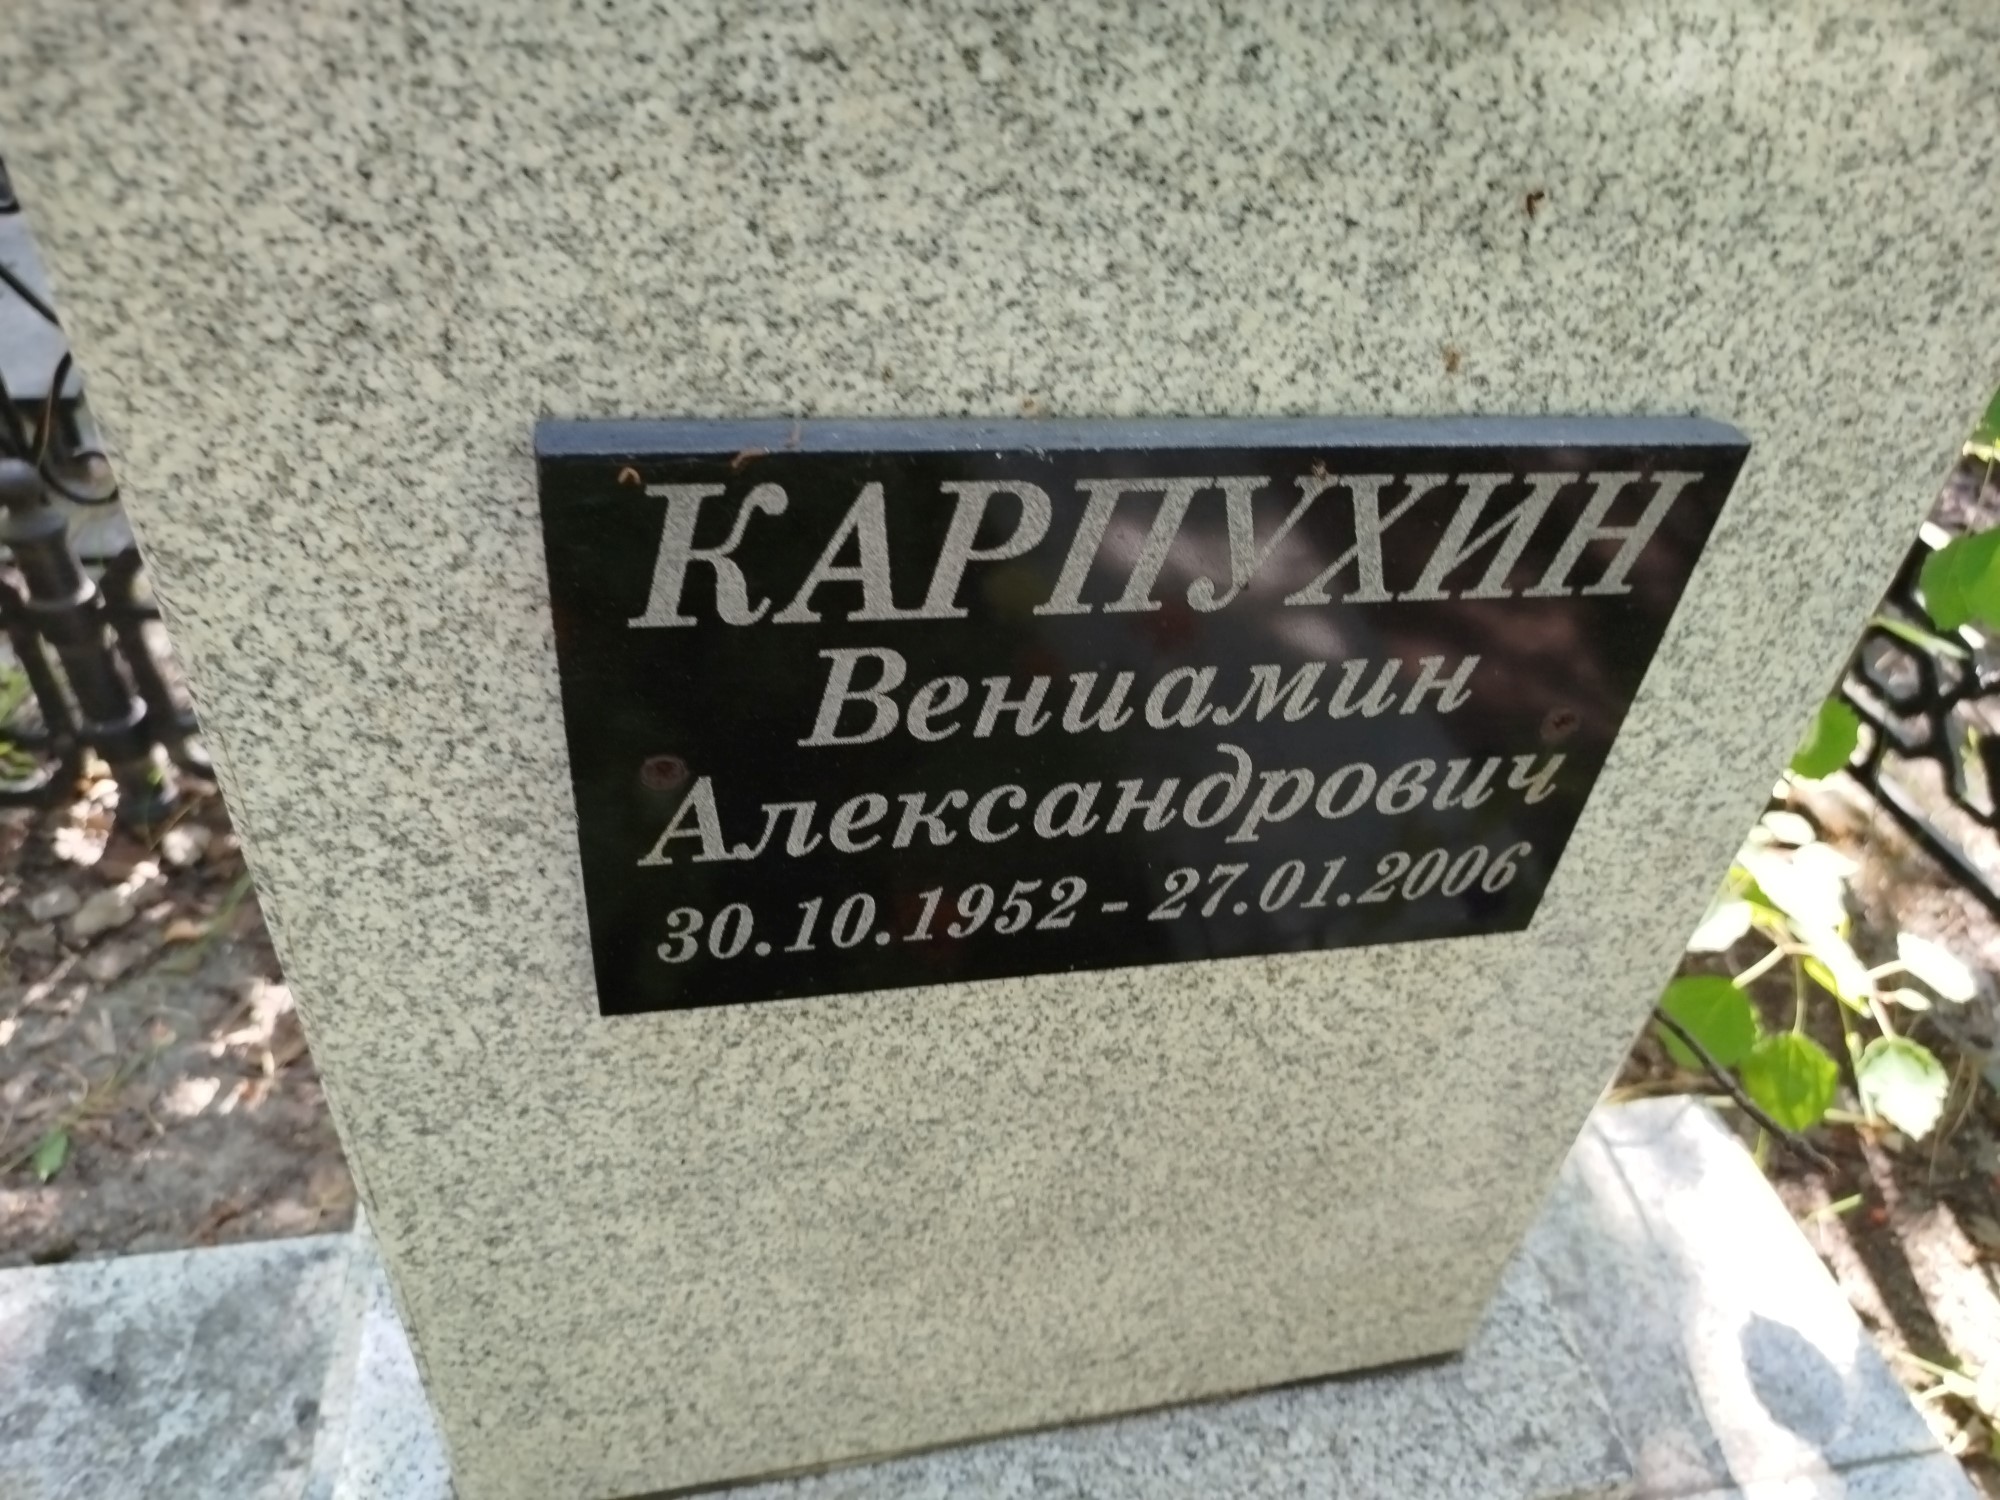 КАРПУХИН
Вениамин
Александрович
30.10.1952 - 27.01.2006